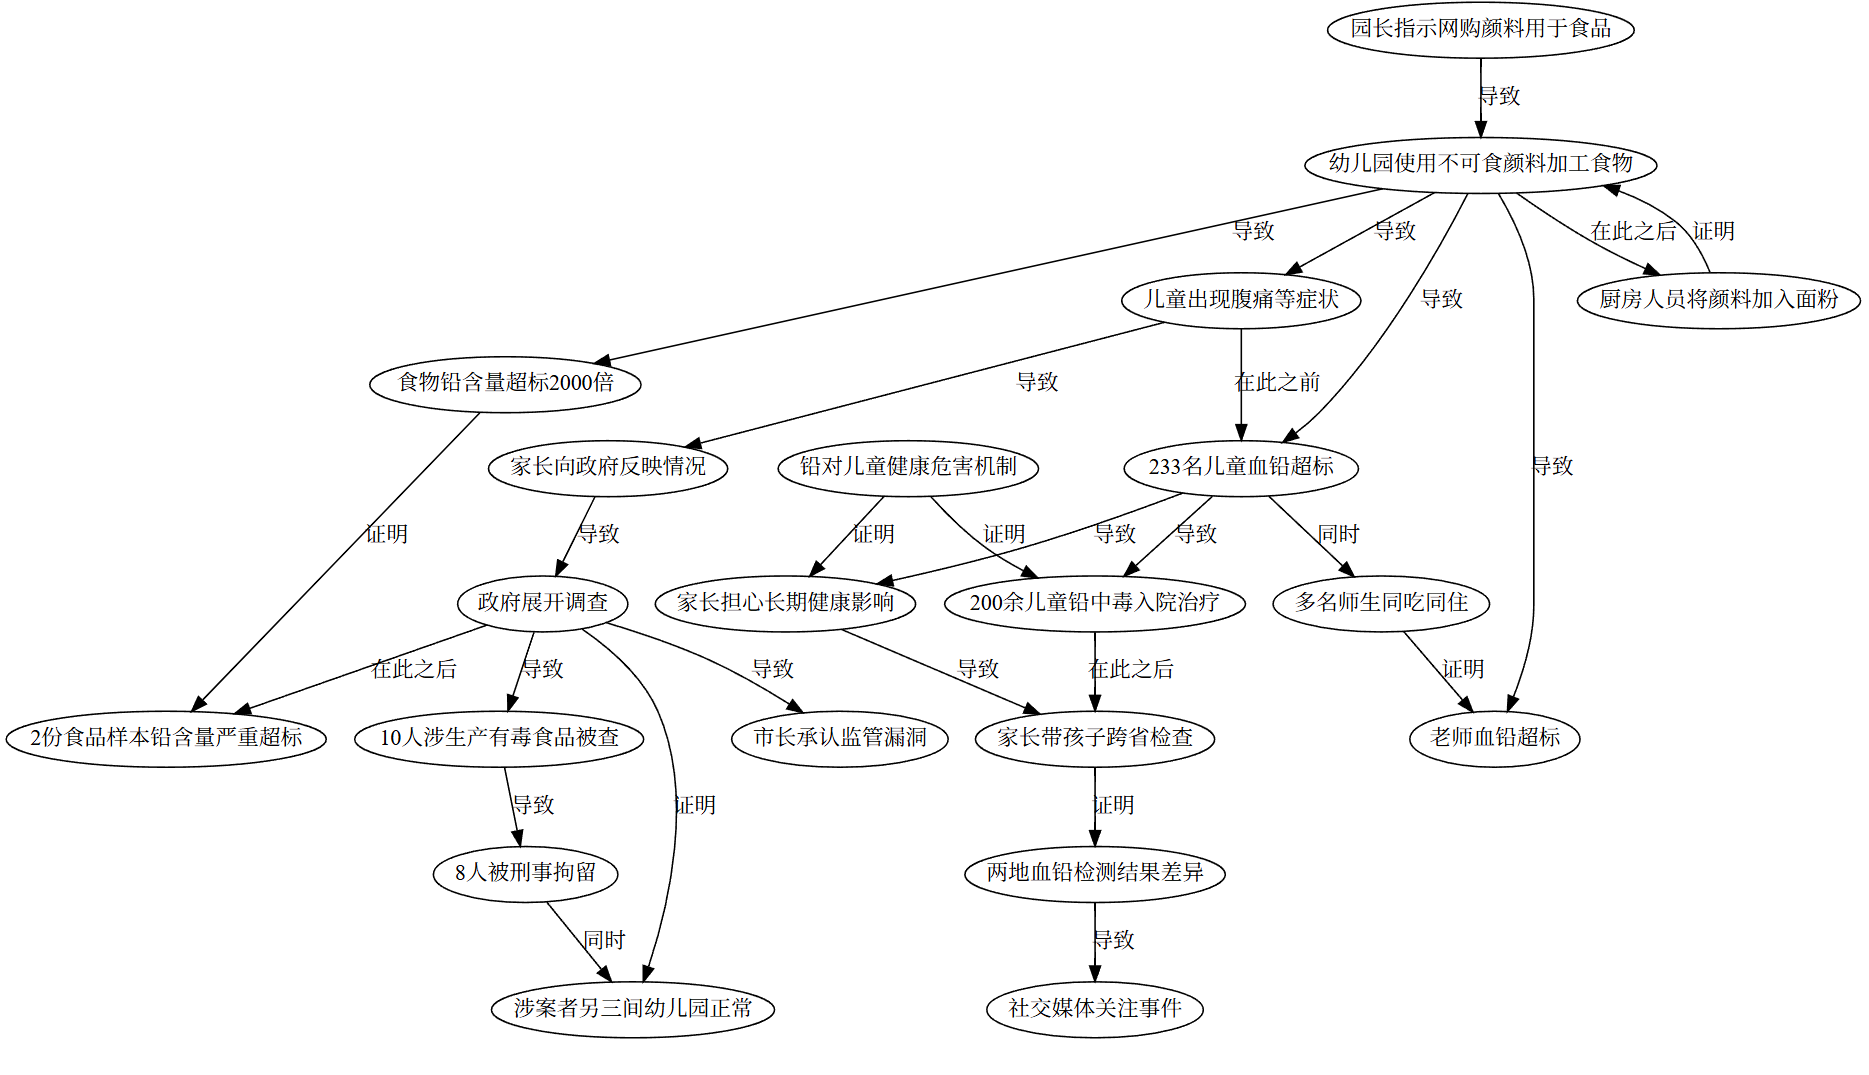 园长指示网购颜料用于食品
导致
幼儿园使用不可食颜料加工食物
导致
导致
在此之后
证明
导致
儿童出现腹痛等症状
厨房人员将颜料加入面粉
食物铅含量超标2000倍
导致
在此之前
家长向政府反映情况
铅对儿童健康危害机制
233名儿童血铅超标
导致
证明
导致
证明
证明
导致
导致
同时
政府展开调查
家长担心长期健康影响
200余儿童铅中毒入院治疗
多名师生同吃同住
在此之后
导致
导致
导致
在此之后
证明
2份食品样本铅含量严重超标
10人涉生产有毒食品被查
市长承认监管漏洞
家长带孩子跨省检查
老师血铅超标
导致
证明
证明
8人被刑事拘留
两地血铅检测结果差异
同时
导致
涉案者另三间幼儿园正常
社交媒体关注事件